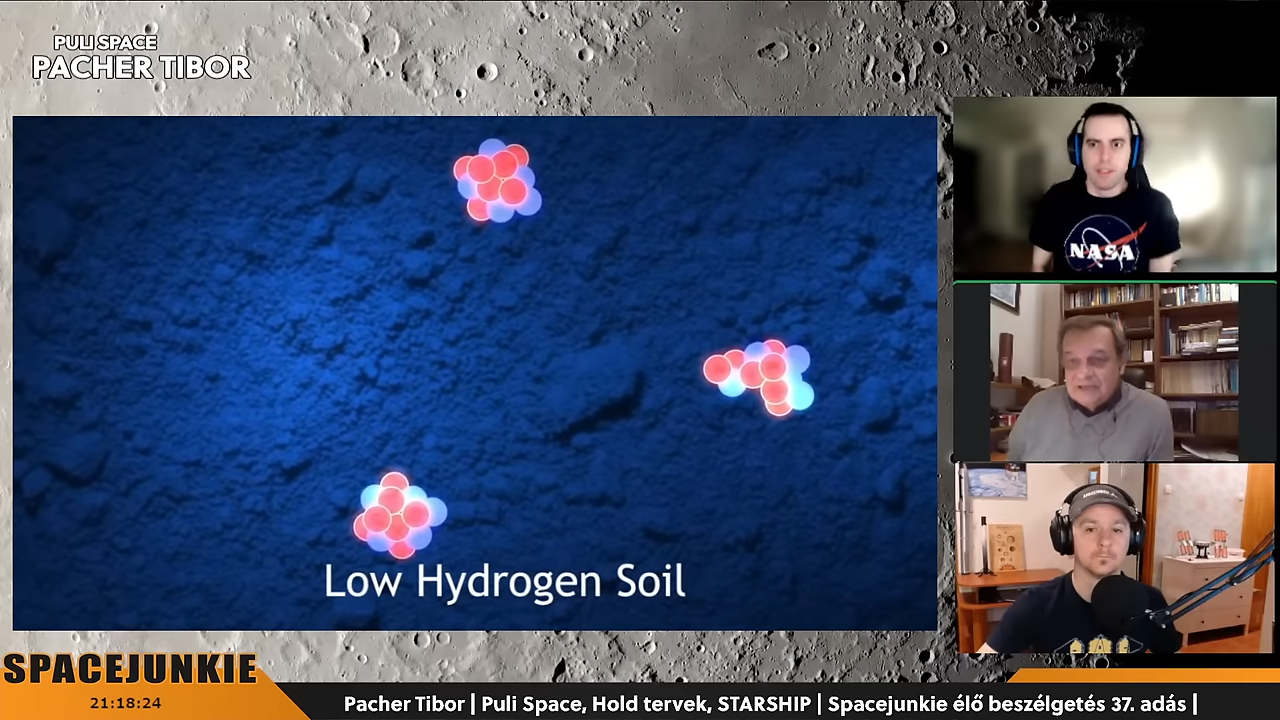 PULI SPACE
PACHER TIBOR
NASA
Low Hydrogen Soil
SPACEJUNKIE
21:18:24
Pacher Tibor | Puli Space, Hold tervek, STARSHIP | Spacejunkie élő beszélgetés 37. adás |